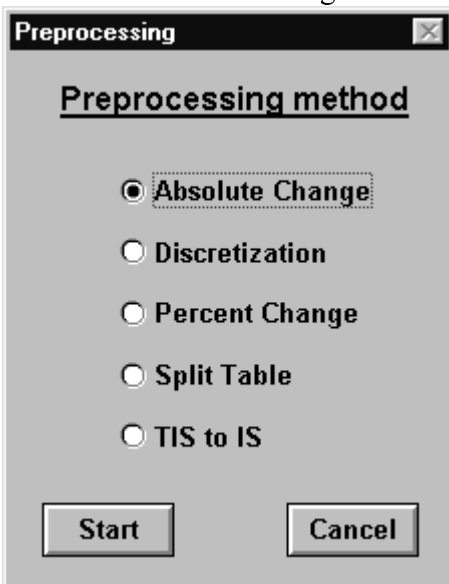 Preprocessing
Preprocessing method
Absolute Change
Discretization
Percent Change
Split Table
TIS to IS
Start Cancel